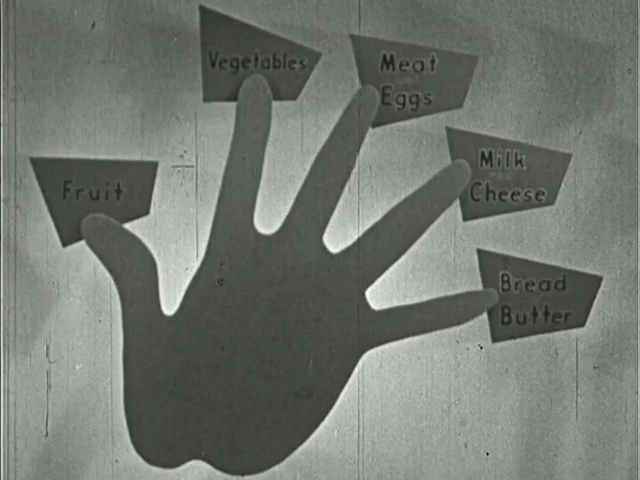 Fruit
Vegetables
Meat
Eggs
Milk
Cheese
Bread
Butter